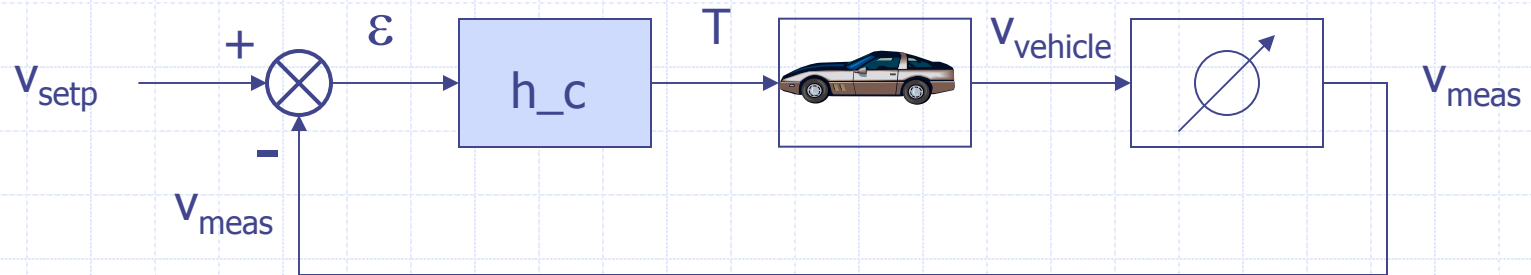 v_setp
+
ε
h_c
T
v_vehicle
v_meas
-
v_meas